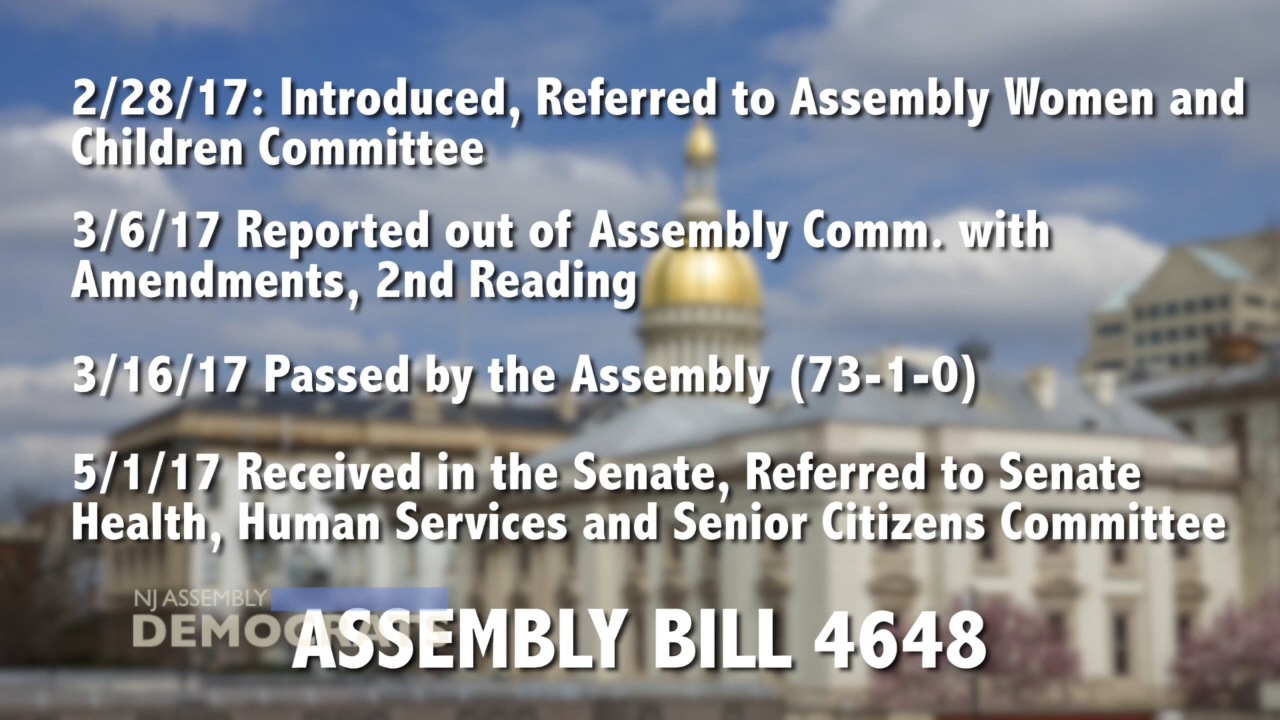 2/28/17: Introduced, Referred to Assembly Women and
Children Committee
3/6/17 Reported out of Assembly Comm. with
Amendments, 2nd Reading
3/16/17 Passed by the Assembly (73-1-0)
5/1/17 Received in the Senate, Referred to Senate
Health, Human Services and Senior Citizens Committee
NJ ASSEMBLY
DEMOCRATS
ASSEMBLY BILL 4648